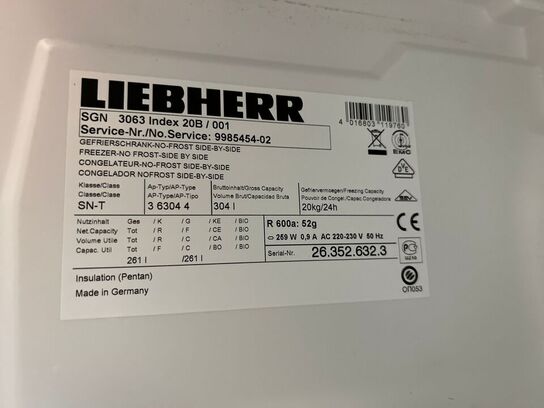 LIEBHERR
SGN 3063 Index 20B / 001
Service-Nr./No.Service: 9985454-02
GEFRIERSCHRANK-NO-FROST SIDE-BY-SIDE
FREEZER-NO FROST-SIDE BY SIDE
CONGELATEUR-NO-FROST SIDE-BY-SIDE
CONGELADOR NOFROST SIDE-BY-SIDE
4 016803 119760
EMC
Klasse/Class Ap-Typ/AP-Type Bruttoinhalt/Gross Capacity Gefriervermoegen/Freezing Capacity
Classe/Clase AP-Type/AP-Tipo Volume Brut/Capacidad Bruta Pouvoir de Congel./Capac Congeladora
SN-T 3 6304 4 304 l 20kg/24h
Nutzinhalt Ges / K / G / KE / BIO
Net.Capacity Tot / R / F / CE / BIO
Volume Utile Tot / R / C / CA / BIO
Capac. Util Tot / F / C / BO / BIO
261 l /261 l
R 600a: 52g
259 W 0,9 A AC 220-230 V 50 Hz
Serial-Nr. 26.352.632.3
CE
Insulation (Pentan)
Made in Germany